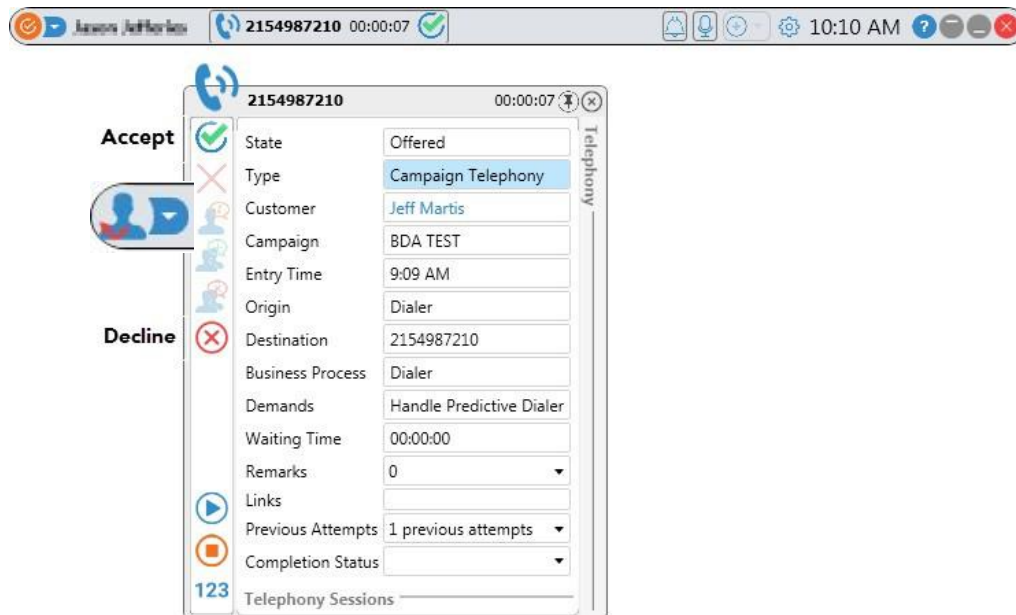 2154987210 00:00:07 10:10 AM ?
2154987210 00:00:07
Accept
State Offered
Telephony
Type Campaign Telephony
Customer Jeff Martis
Campaign BDA TEST
Entry Time 9:09 AM
Origin Dialer
Decline
Destination 2154987210
Business Process Dialer
Demands Handle Predictive Dialer
Waiting Time 00:00:00
Remarks 0
Links
Previous Attempts 1 previous attempts
Completion Status
123
Telephony Sessions